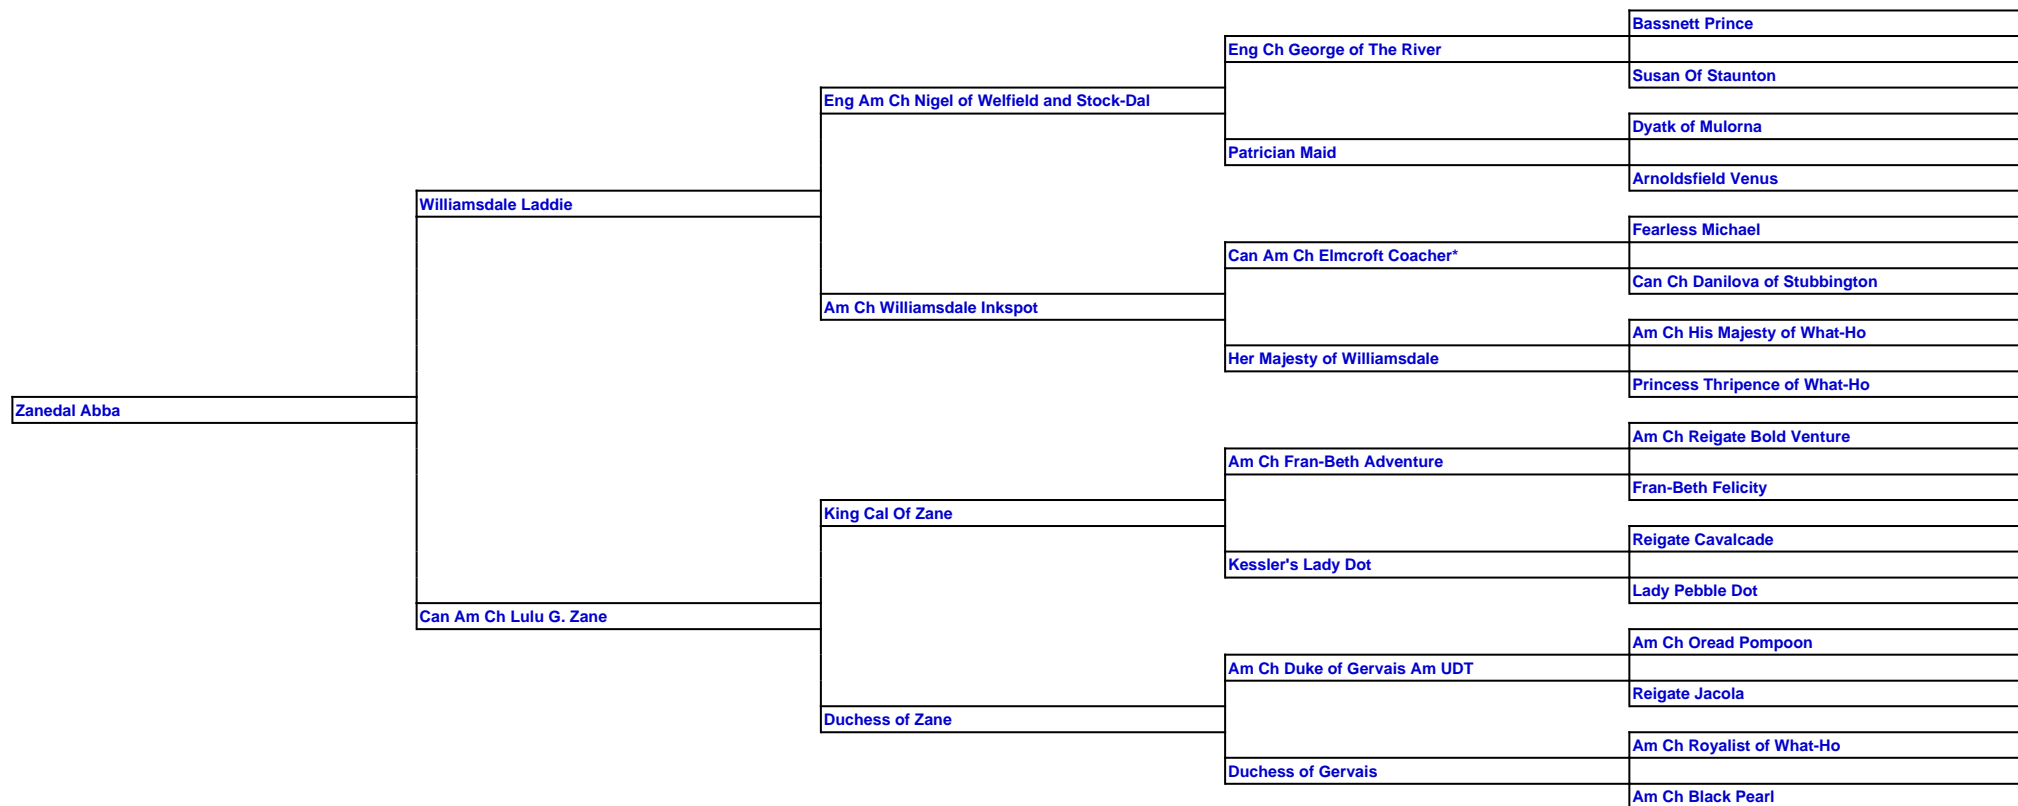 Bassnett Prince
Eng Ch George of The River
Susan Of Staunton
Eng Am Ch Nigel of Welfield and Stock-Dal
Dyatk of Mulorna
Patrician Maid
Arnoldsfield Venus
Williamsdale Laddie
Fearless Michael
Can Am Ch Elmcroft Coacher*
Can Ch Danilova of Stubbington
Am Ch Williamsdale Inkspot
Am Ch His Majesty of What-Ho
Her Majesty of Williamsdale
Princess Thripence of What-Ho
Zanedal Abba
Am Ch Reigate Bold Venture
Am Ch Fran-Beth Adventure
Fran-Beth Felicity
King Cal Of Zane
Reigate Cavalcade
Kessler's Lady Dot
Lady Pebble Dot
Can Am Ch Lulu G. Zane
Am Ch Oread Pompoon
Am Ch Duke of Gervais Am UDT
Reigate Jacola
Duchess of Zane
Am Ch Royalist of What-Ho
Duchess of Gervais
Am Ch Black Pearl